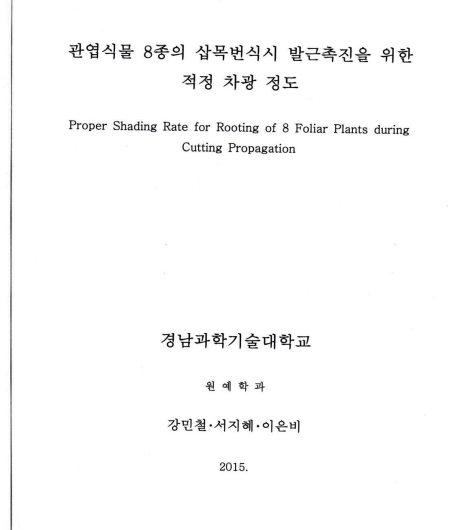 관엽식물 8종의 삽목번식시 발근촉진을 위한
적정 차광 정도
Proper Shading Rate for Rooting of 8 Foliar Plants during
Cutting Propagation
경남과학기술대학교
원 예 학 과
강민철·서지혜·이은비
2015.